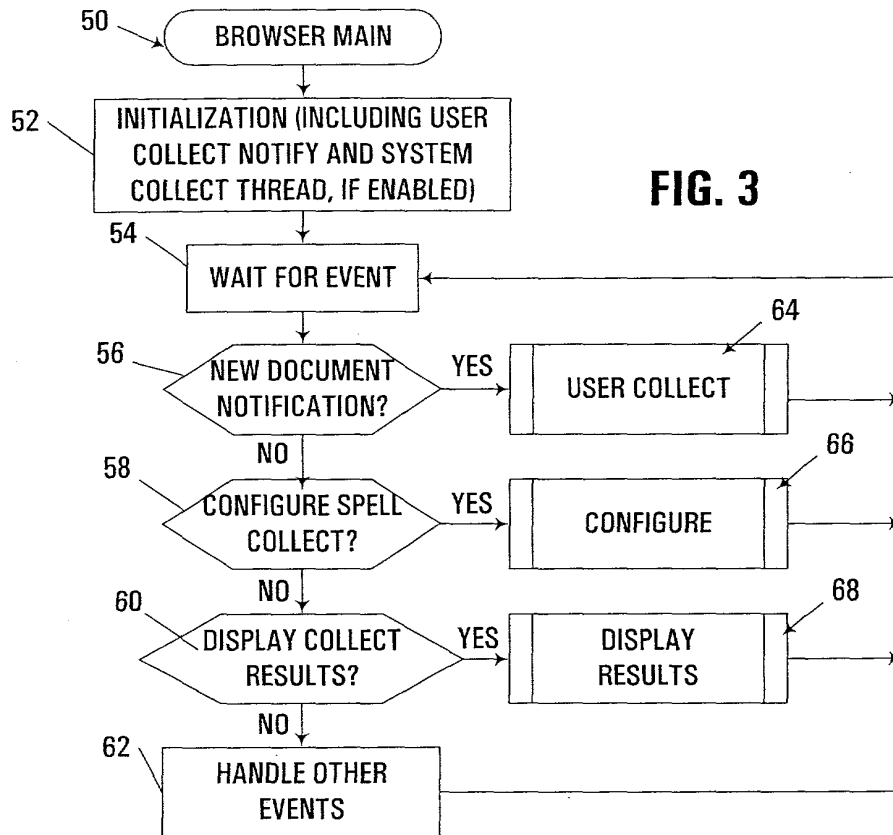 50
BROWSER MAIN
52
INITIALIZATION (INCLUDING USER
COLLECT NOTIFY AND SYSTEM
COLLECT THREAD, IF ENABLED)
FIG. 3
54
WAIT FOR EVENT
56
NEW DOCUMENT
NOTIFICATION?
YES
64
USER COLLECT
NO
58
CONFIGURE SPELL
COLLECT?
YES
66
CONFIGURE
NO
60
DISPLAY COLLECT
RESULTS?
YES
68
DISPLAY
RESULTS
NO
62
HANDLE OTHER
EVENTS